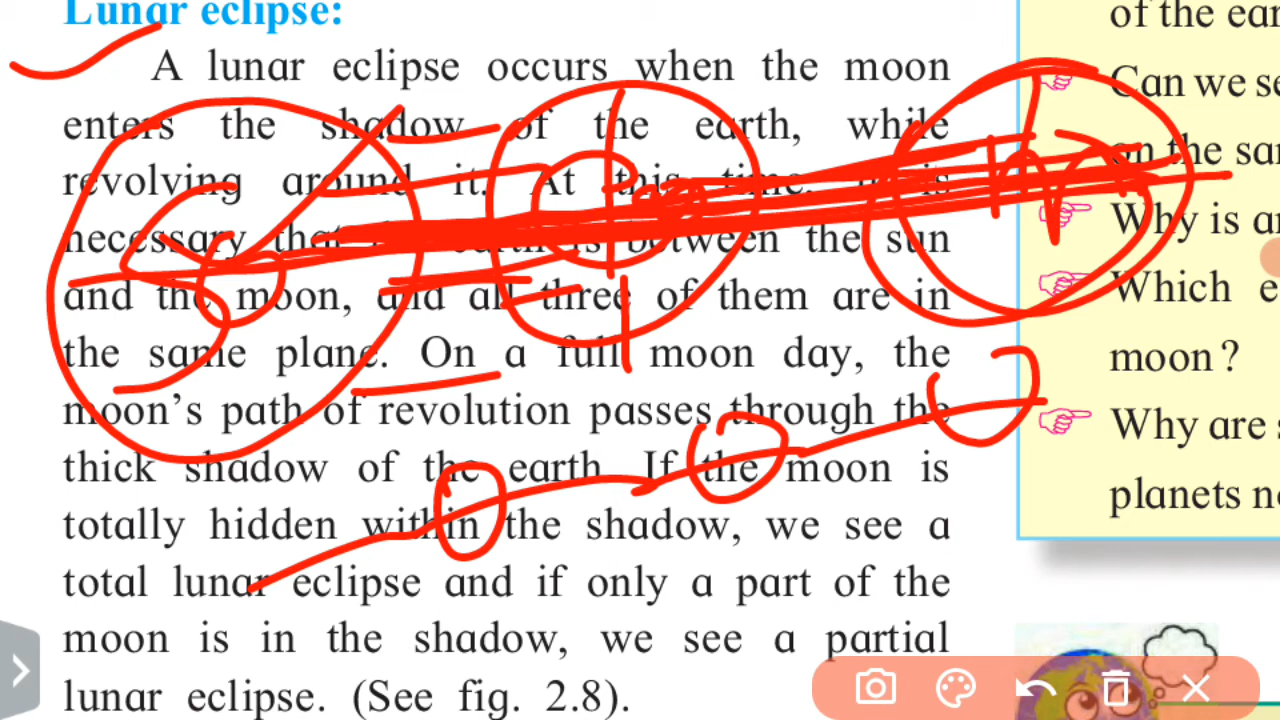 Lunar eclipse:
A lunar eclipse occurs when the moon
enters the shadow of the earth, while
revolving around it. At this time, it is
necessary that the earth is between the sun
and the moon, and all three of them are in
the same plane. On a full moon day, the
moon's path of revolution passes through the
thick shadow of the earth. If the moon is
totally hidden within the shadow, we see a
total lunar eclipse and if only a part of the
moon is in the shadow, we see a partial
lunar eclipse. (See fig. 2.8).
of the
Can we
on the
Why is
Which
moon?
Why are
planets